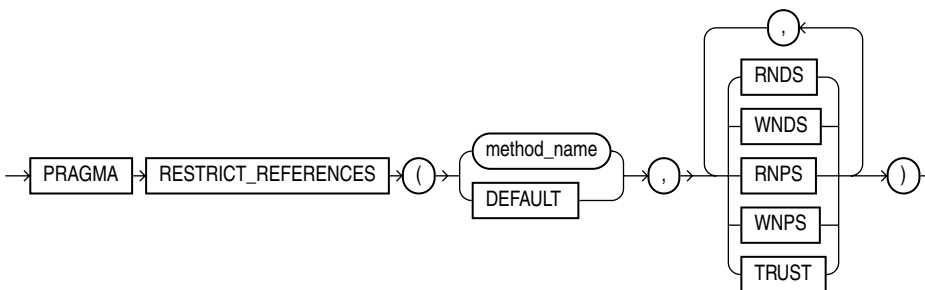 ,
RNDS
WNDS
method_name
PRAGMA RESTRICT_REFERENCES ( , RNPS )
DEFAULT
WNPS
TRUST